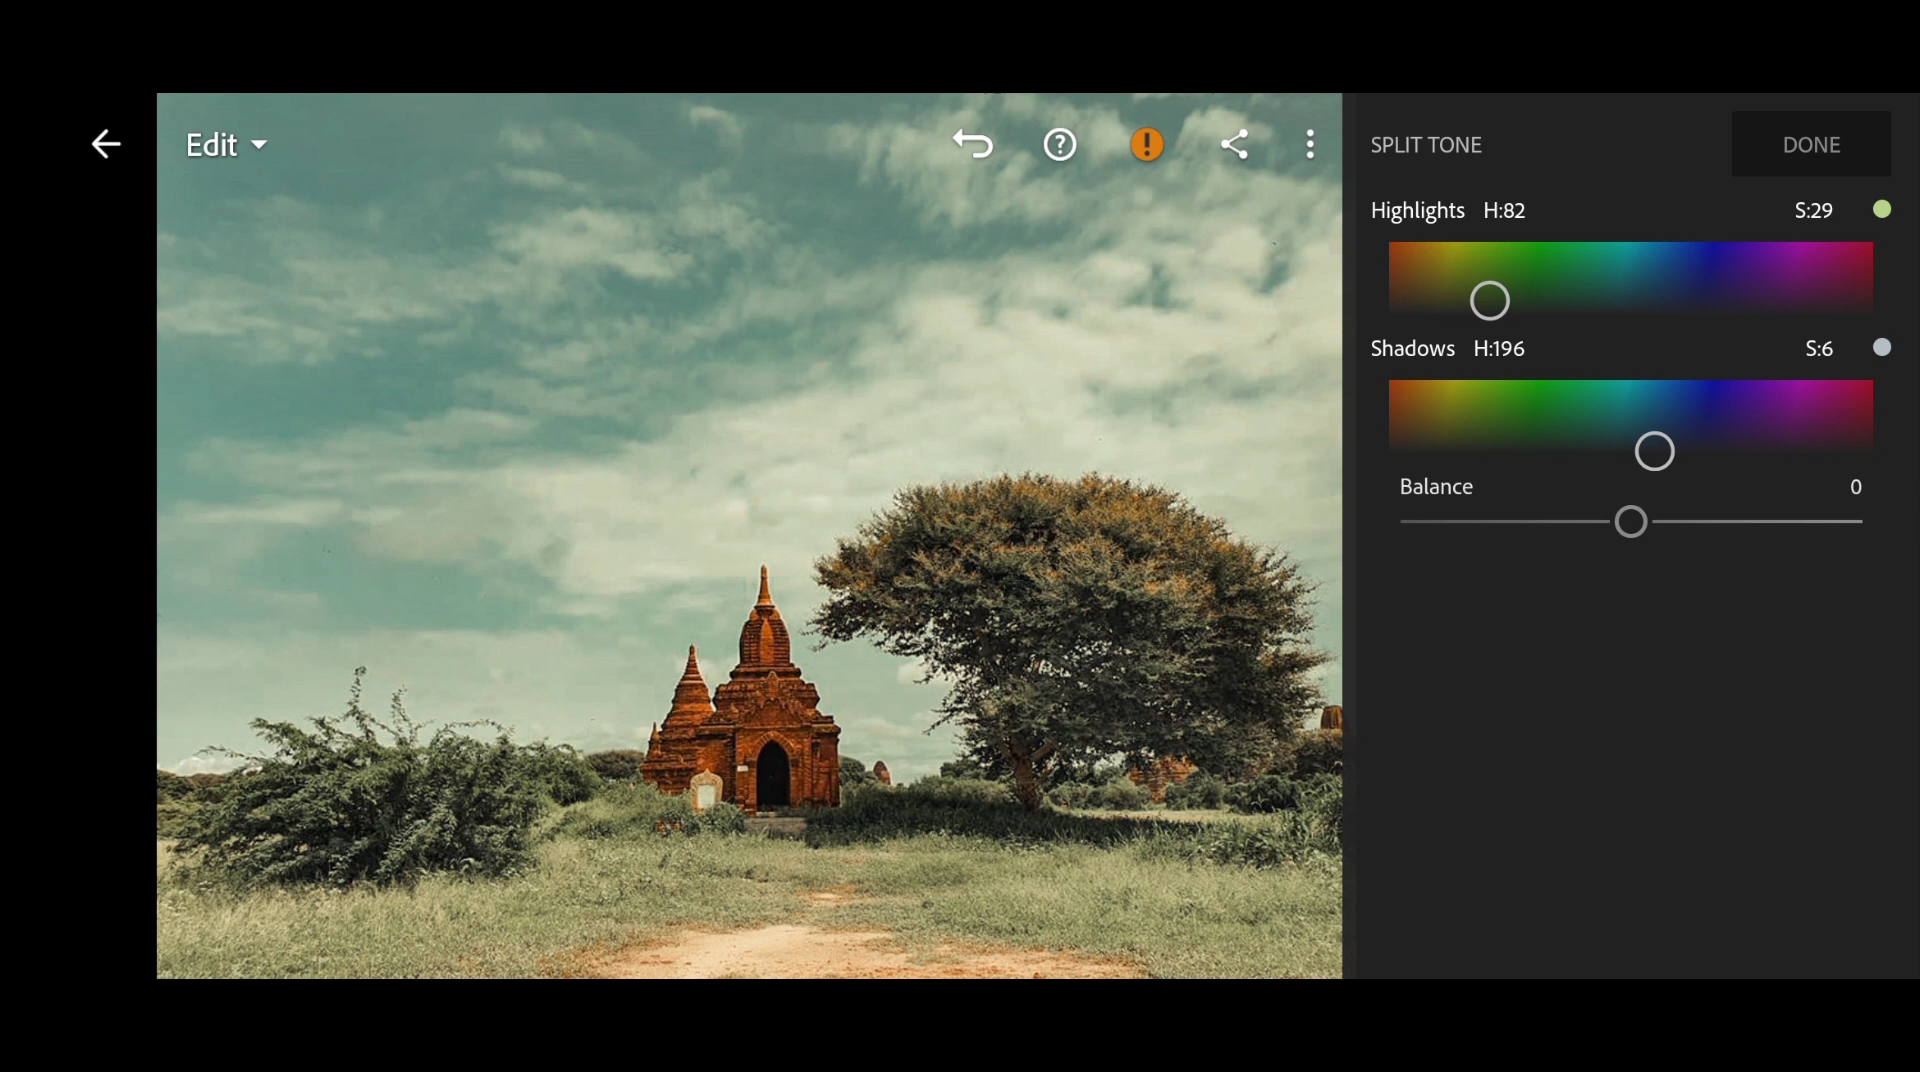 Edit
SPLIT TONE
DONE
Highlights H:82 S:29
Shadows H:196 S:6
Balance 0